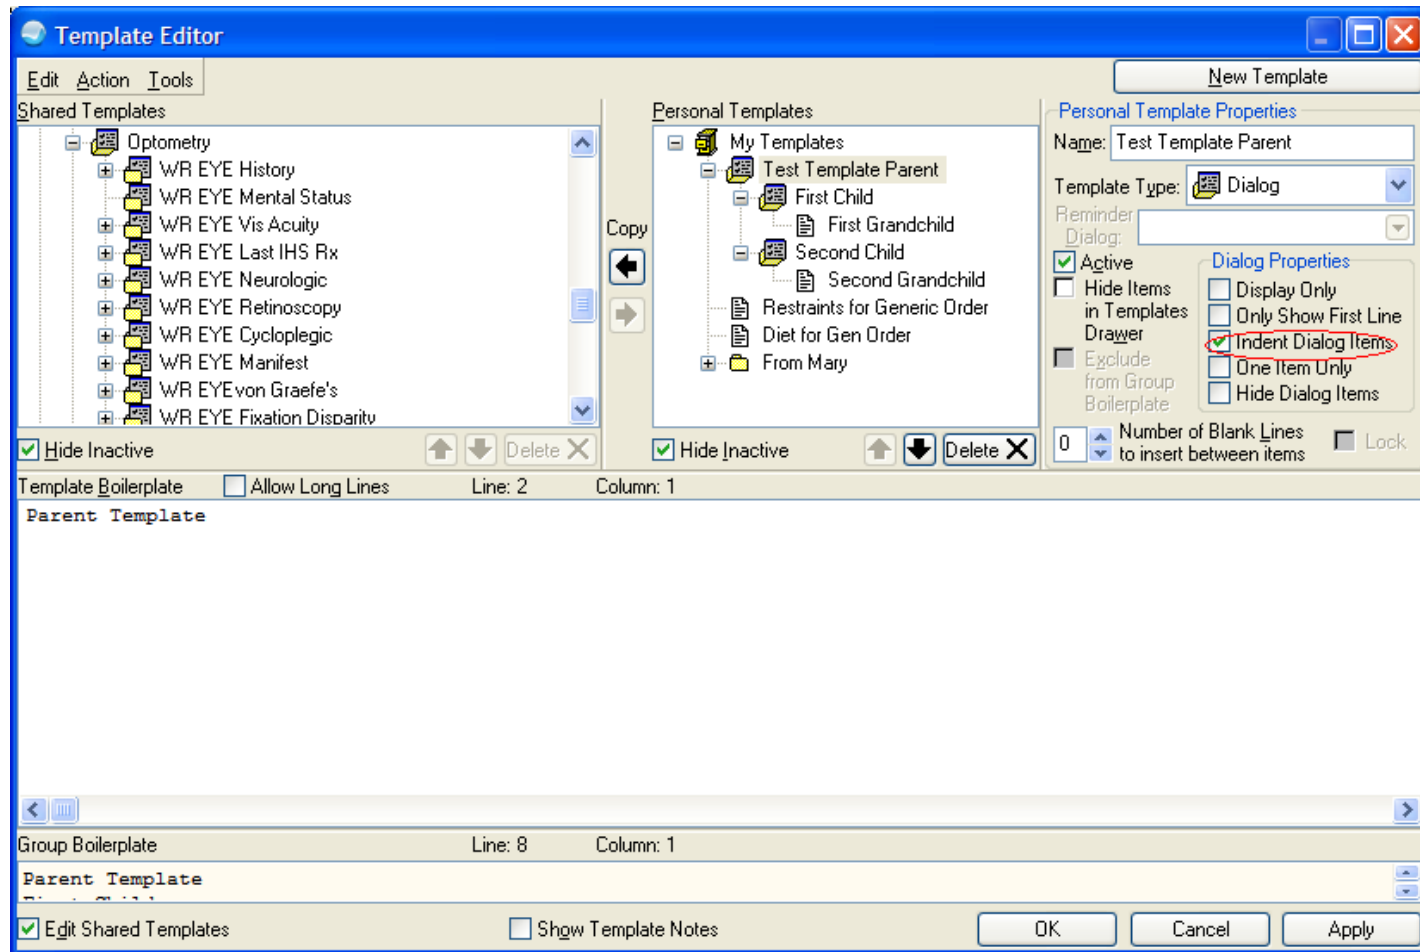 Template Editor
Edit Action Tools
New Template
Shared Templates
Optometry
WR EYE History
WR EYE Mental Status
WR EYE Vis Acuity
WR EYE Last IHS Rx
WR EYE Neurologic
WR EYE Retinoscopy
WR EYE Cycloplegic
WR EYE Manifest
WR EYEvon Graefe's
WR EYE Fixation Disparity
Hide Inactive
Delete
Copy
Personal Templates
My Templates
Test Template Parent
First Child
First Grandchild
Second Child
Second Grandchild
Restraints for Generic Order
Diet for Gen Order
From Mary
Hide Inactive
Delete
Personal Template Properties
Name: Test Template Parent
Template Type: Dialog
Reminder
Dialog:
Active
Hide Items
in Templates
Drawer
Exclude
from Group
Boilerplate
Dialog Properties
Display Only
Only Show First Line
Indent Dialog Items
One Item Only
Hide Dialog Items
0 Number of Blank Lines
to insert between items
Lock
Template Boilerplate Allow Long Lines Line: 2 Column: 1
Parent Template
Group Boilerplate Line: 8 Column: 1
Parent Template
Edit Shared Templates Show Template Notes OK Cancel Apply